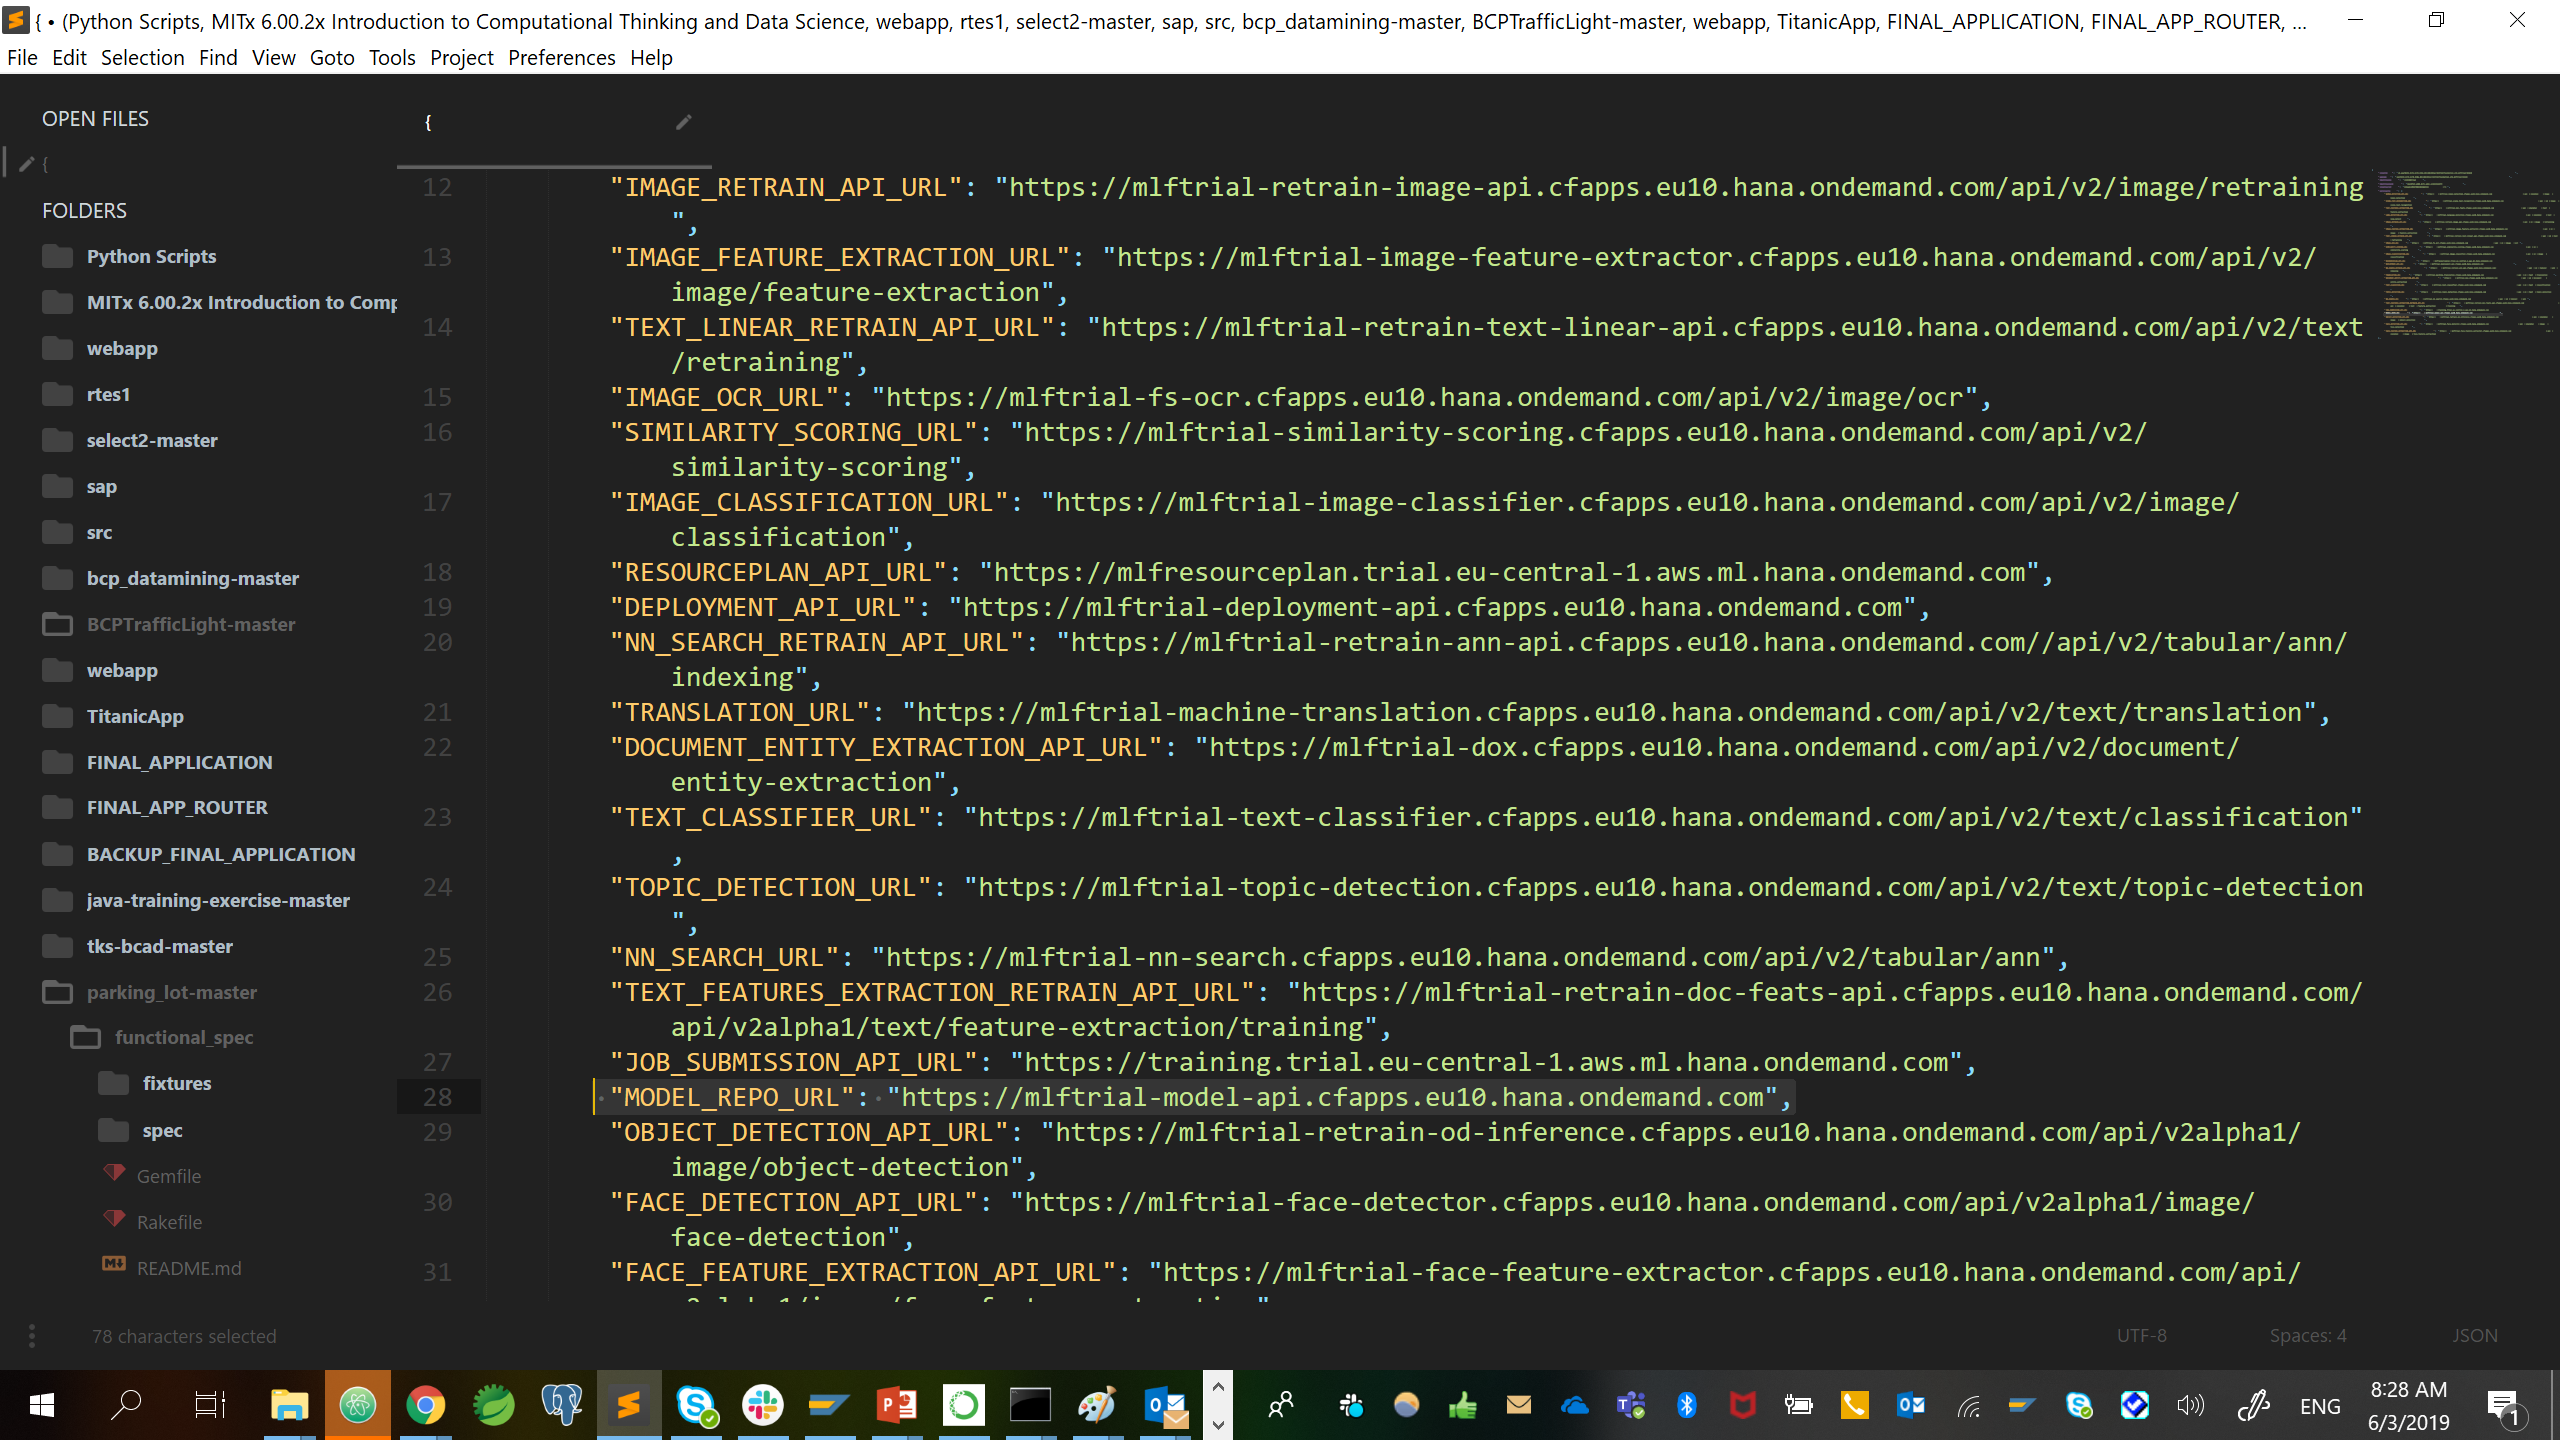 { • (Python Scripts, MITx 6.00.2x Introduction to Computational Thinking and Data Science, webapp, rtes1, select2-master, sap, src, bcp_datamining-master, BCPTrafficLight-master, webapp, TitanicApp, FINAL_APPLICATION, FINAL_APP_ROUTER, ...
File Edit Selection Find View Goto Tools Project Preferences Help
OPEN FILES
{
FOLDERS
Python Scripts
MITx 6.00.2x Introduction to Comp
webapp
rtes1
select2-master
sap
src
bcp_datamining-master
BCPTrafficLight-master
webapp
TitanicApp
FINAL_APPLICATION
FINAL_APP_ROUTER
BACKUP_FINAL_APPLICATION
java-training-exercise-master
tks-bcad-master
parking_lot-master
functional_spec
fixtures
spec
Gemfile
Rakefile
README.md
{
12 "IMAGE_RETRAIN_API_URL": "https://mlftrial-retrain-image-api.cfapps.eu10.hana.ondemand.com/api/v2/image/retraining
",
13 "IMAGE_FEATURE_EXTRACTION_URL": "https://mlftrial-image-feature-extractor.cfapps.eu10.hana.ondemand.com/api/v2/
image/feature-extraction",
14 "TEXT_LINEAR_RETRAIN_API_URL": "https://mlftrial-retrain-text-linear-api.cfapps.eu10.hana.ondemand.com/api/v2/text
/retraining",
15 "IMAGE_OCR_URL": "https://mlftrial-fs-ocr.cfapps.eu10.hana.ondemand.com/api/v2/image/ocr",
16 "SIMILARITY_SCORING_URL": "https://mlftrial-similarity-scoring.cfapps.eu10.hana.ondemand.com/api/v2/
similarity-scoring",
17 "IMAGE_CLASSIFICATION_URL": "https://mlftrial-image-classifier.cfapps.eu10.hana.ondemand.com/api/v2/image/
classification",
18 "RESOURCEPLAN_API_URL": "https://mlfresourceplan.trial.eu-central-1.aws.ml.hana.ondemand.com",
19 "DEPLOYMENT_API_URL": "https://mlftrial-deployment-api.cfapps.eu10.hana.ondemand.com",
20 "NN_SEARCH_RETRAIN_API_URL": "https://mlftrial-retrain-ann-api.cfapps.eu10.hana.ondemand.com//api/v2/tabular/ann/
indexing",
21 "TRANSLATION_URL": "https://mlftrial-machine-translation.cfapps.eu10.hana.ondemand.com/api/v2/text/translation",
22 "DOCUMENT_ENTITY_EXTRACTION_API_URL": "https://mlftrial-dox.cfapps.eu10.hana.ondemand.com/api/v2/document/
entity-extraction",
23 "TEXT_CLASSIFIER_URL": "https://mlftrial-text-classifier.cfapps.eu10.hana.ondemand.com/api/v2/text/classification"
,
24 "TOPIC_DETECTION_URL": "https://mlftrial-topic-detection.cfapps.eu10.hana.ondemand.com/api/v2/text/topic-detection
",
25 "NN_SEARCH_URL": "https://mlftrial-nn-search.cfapps.eu10.hana.ondemand.com/api/v2/tabular/ann",
26 "TEXT_FEATURES_EXTRACTION_RETRAIN_API_URL": "https://mlftrial-retrain-doc-feats-api.cfapps.eu10.hana.ondemand.com/
api/v2alpha1/text/feature-extraction/training",
27 "JOB_SUBMISSION_API_URL": "https://training.trial.eu-central-1.aws.ml.hana.ondemand.com",
28 "MODEL_REPO_URL": "https://mlftrial-model-api.cfapps.eu10.hana.ondemand.com",
29 "OBJECT_DETECTION_API_URL": "https://mlftrial-retrain-od-inference.cfapps.eu10.hana.ondemand.com/api/v2alpha1/
image/object-detection",
30 "FACE_DETECTION_API_URL": "https://mlftrial-face-detector.cfapps.eu10.hana.ondemand.com/api/v2alpha1/image/
face-detection",
31 "FACE_FEATURE_EXTRACTION_API_URL": "https://mlftrial-face-feature-extractor.cfapps.eu10.hana.ondemand.com/api/
78 characters selected
UTF-8
Spaces: 4
JSON
ENG
8:28 AM
6/3/2019
1